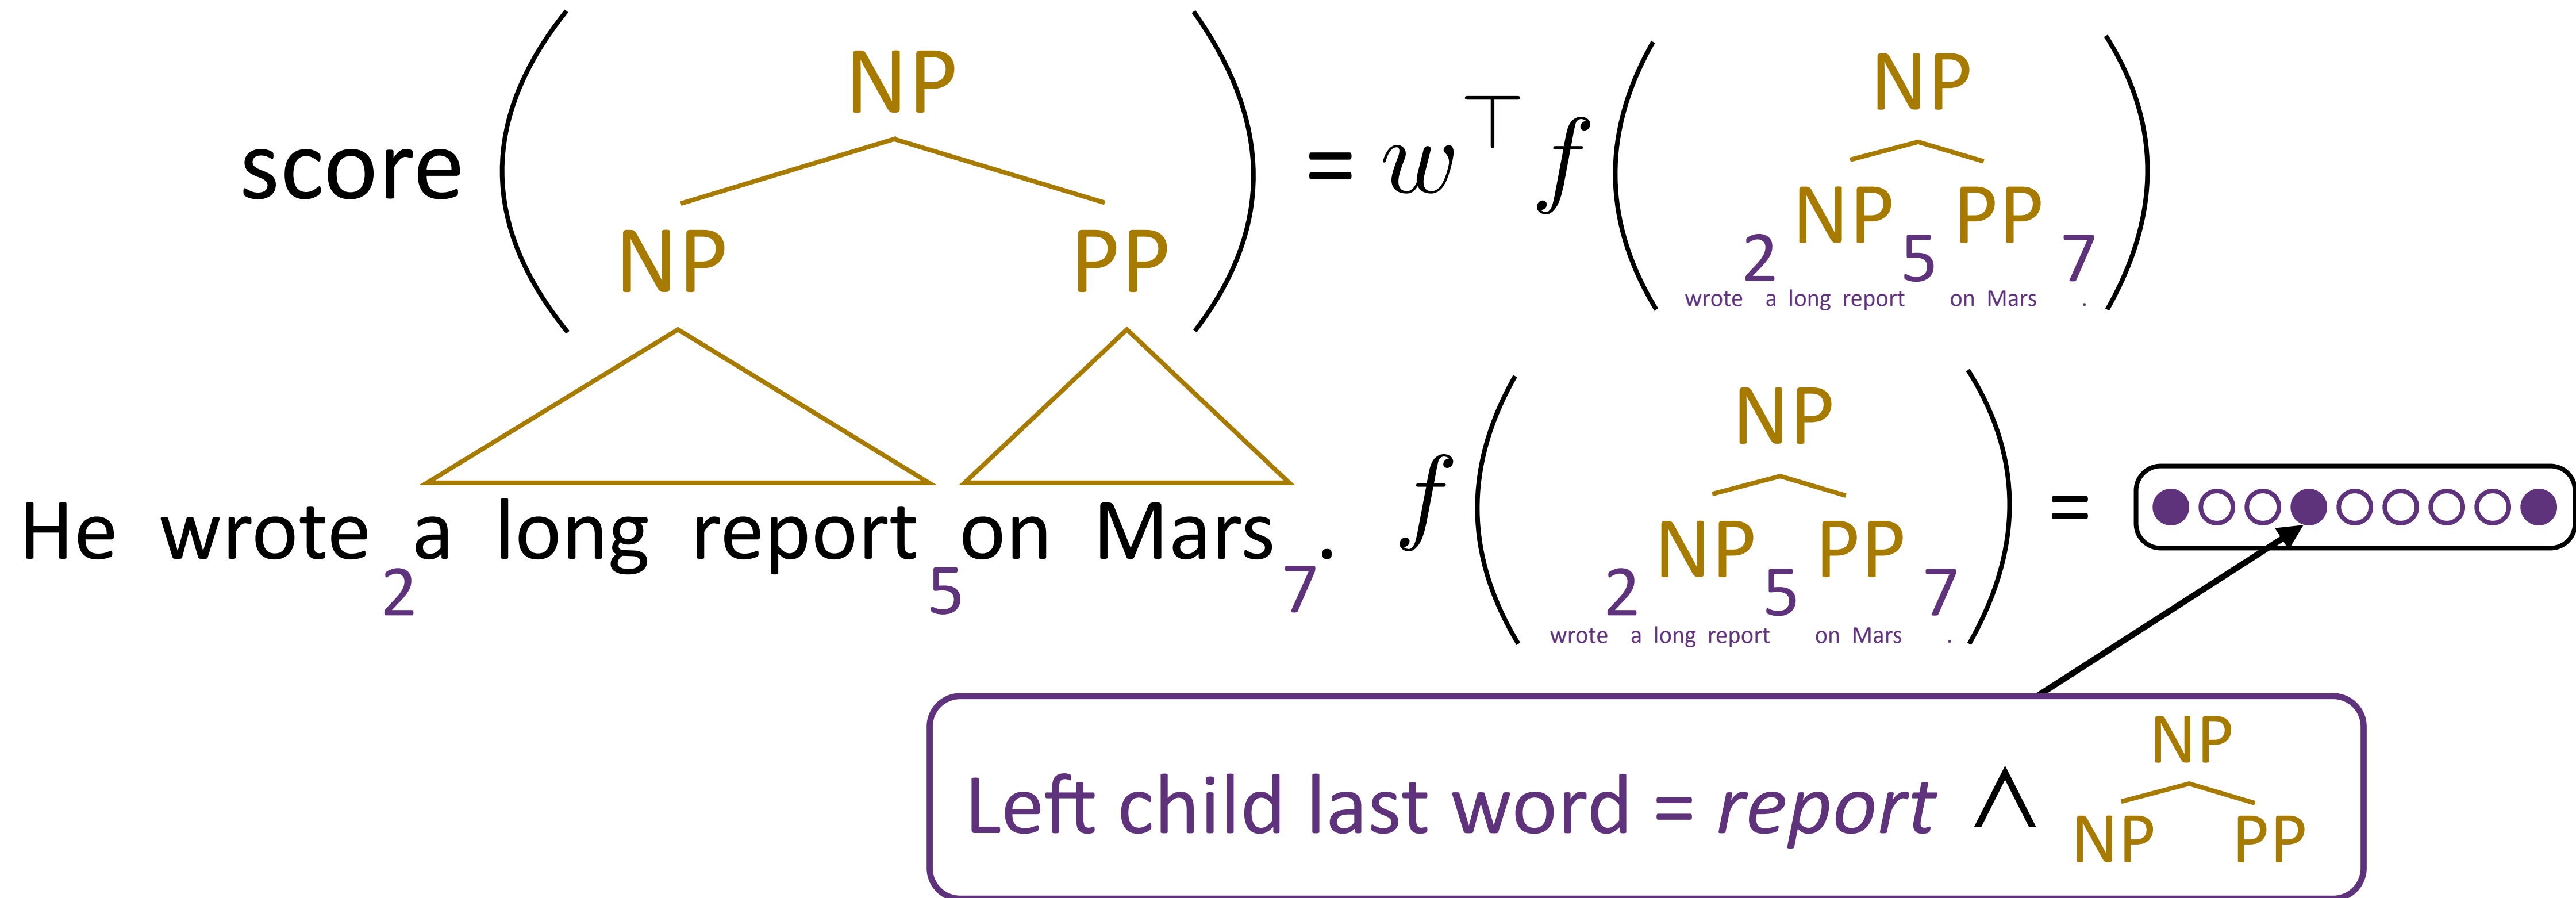 NP
score ( NP PP ) = w⊤ f ( NP
2 NP 5 PP 7
wrote a long report on Mars . )
He wrote a long report on Mars .
2 5 7
f ( NP
2 NP 5 PP 7
wrote a long report on Mars . ) =
NP
Left child last word = report ∧
NP PP